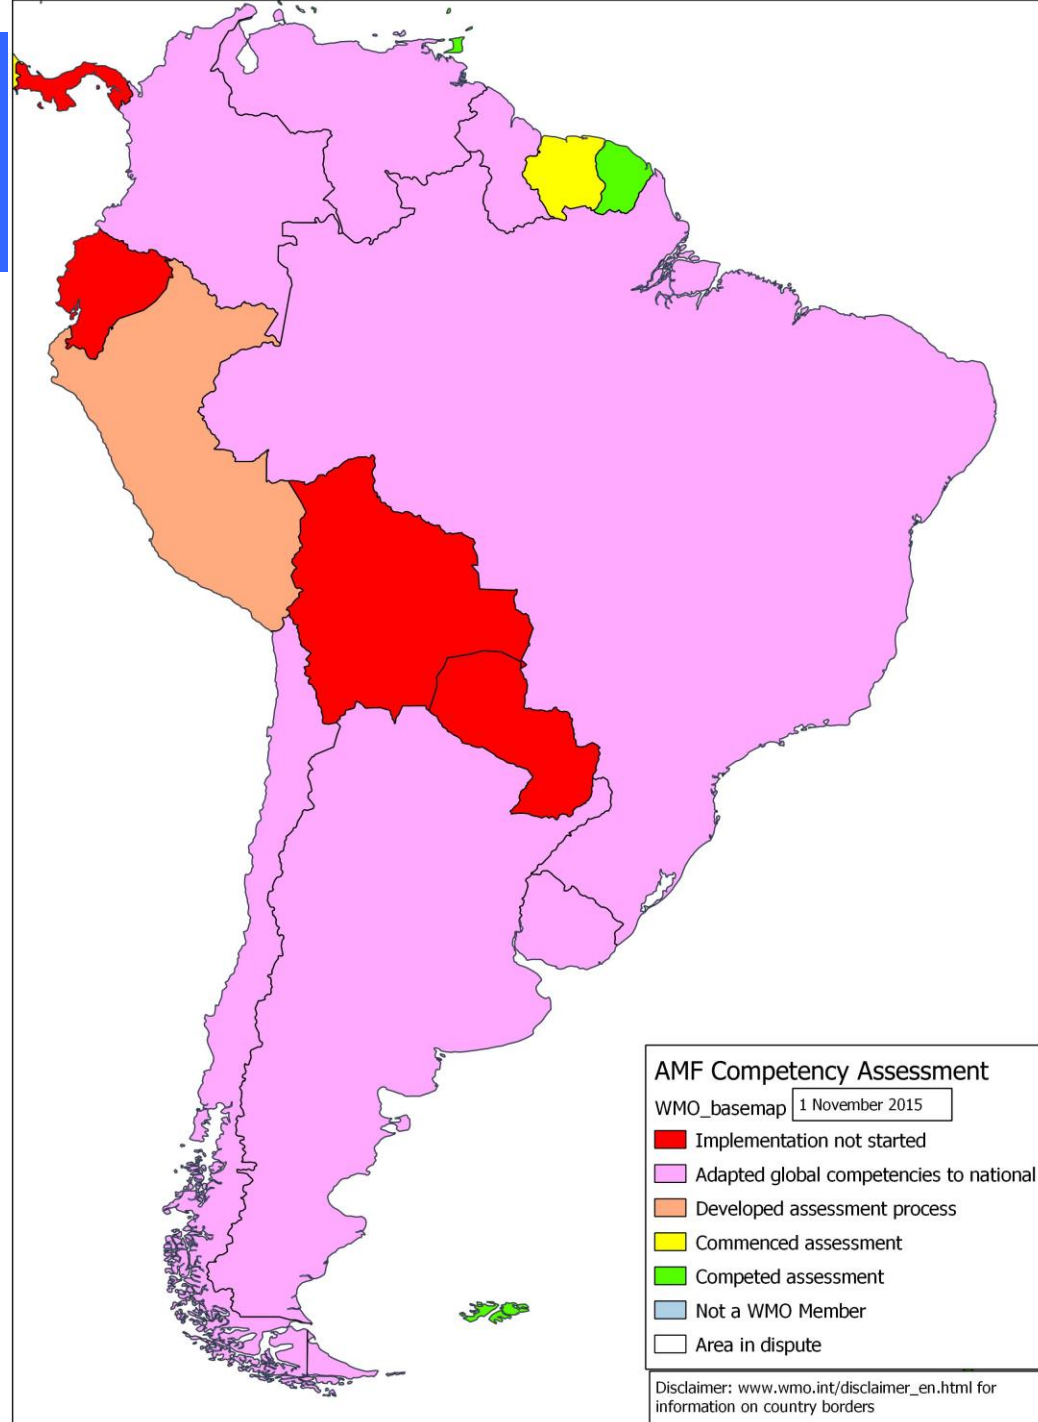 AMF Competency Assessment
WMO_basemap 1 November 2015
Implementation not started
Adapted global competencies to national
Developed assessment process
Commenced assessment
Competed assessment
Not a WMO Member
Area in dispute
Disclaimer: www.wmo.int/disclaimer_en.html for
information on country borders